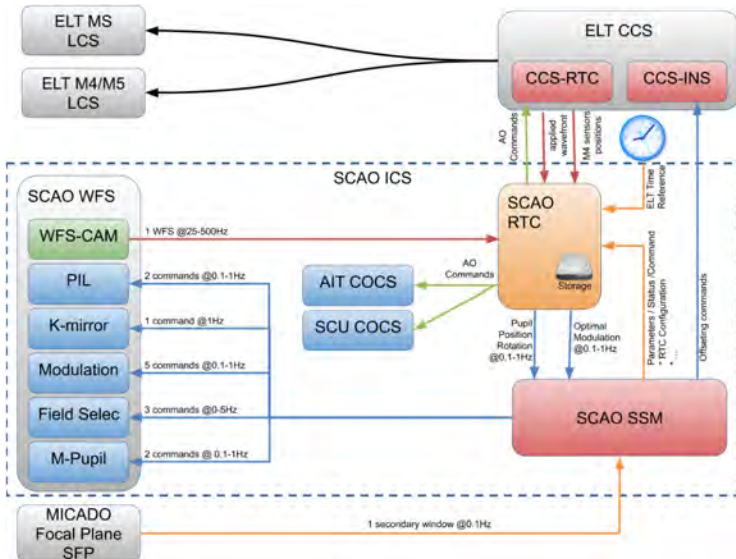 ELT MS
LCS
ELT M4/M5
LCS
ELT CCS
CCS-RTC
CCS-INS
AO
Commands
applied
wavefront
M4 sensors
positions
ELT Time
Reference
SCAO ICS
SCAO WFS
WFS-CAM
1 WFS @25-500Hz
SCAO
RTC
Storage
PIL
2 commands @0.1-1Hz
AO
Commands
AIT COCS
SCU COCS
K-mirror
1 command @1Hz
Modulation
5 commands @0.1-1Hz
Field Selec
3 commands @0-5Hz
M-Pupil
2 commands @ 0.1-1Hz
Pupil
Position
Rotation
@0.1-1Hz
Optimal
Modulation
@0.1-1Hz
Parameters / Status /Command
* RTC Configuration
* ...
Offseting commands
SCAO SSM
MICADO
Focal Plane
SFP
1 secondary window @0.1Hz